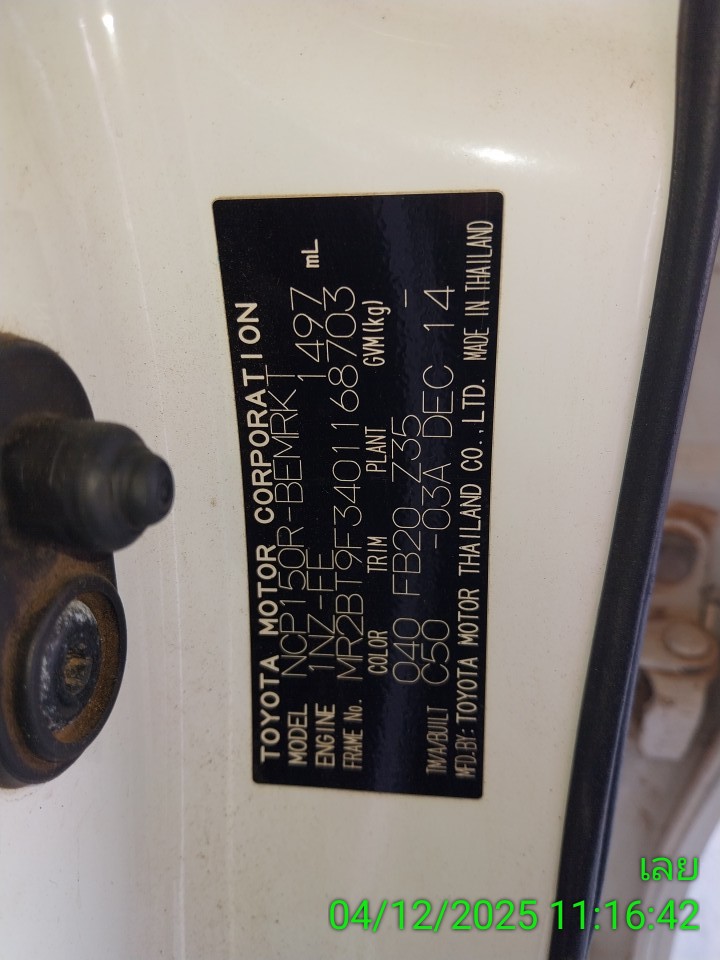 TOYOTA MOTOR CORPORATION
MODEL NCP150R-BEMRKT
ENGINE 1NZ-FE 1497 mL
FRAME No. MR2BT9F3401168703
COLOR TRIM PLANT GVM(kg)
040 FB20 Z35 -
TM/A/BUILT C50 -03A DEC 14
MFD.BY: TOYOTA MOTOR THAILAND CO.,LTD. MADE IN THAILAND
เลย
04/12/2025 11:16:42